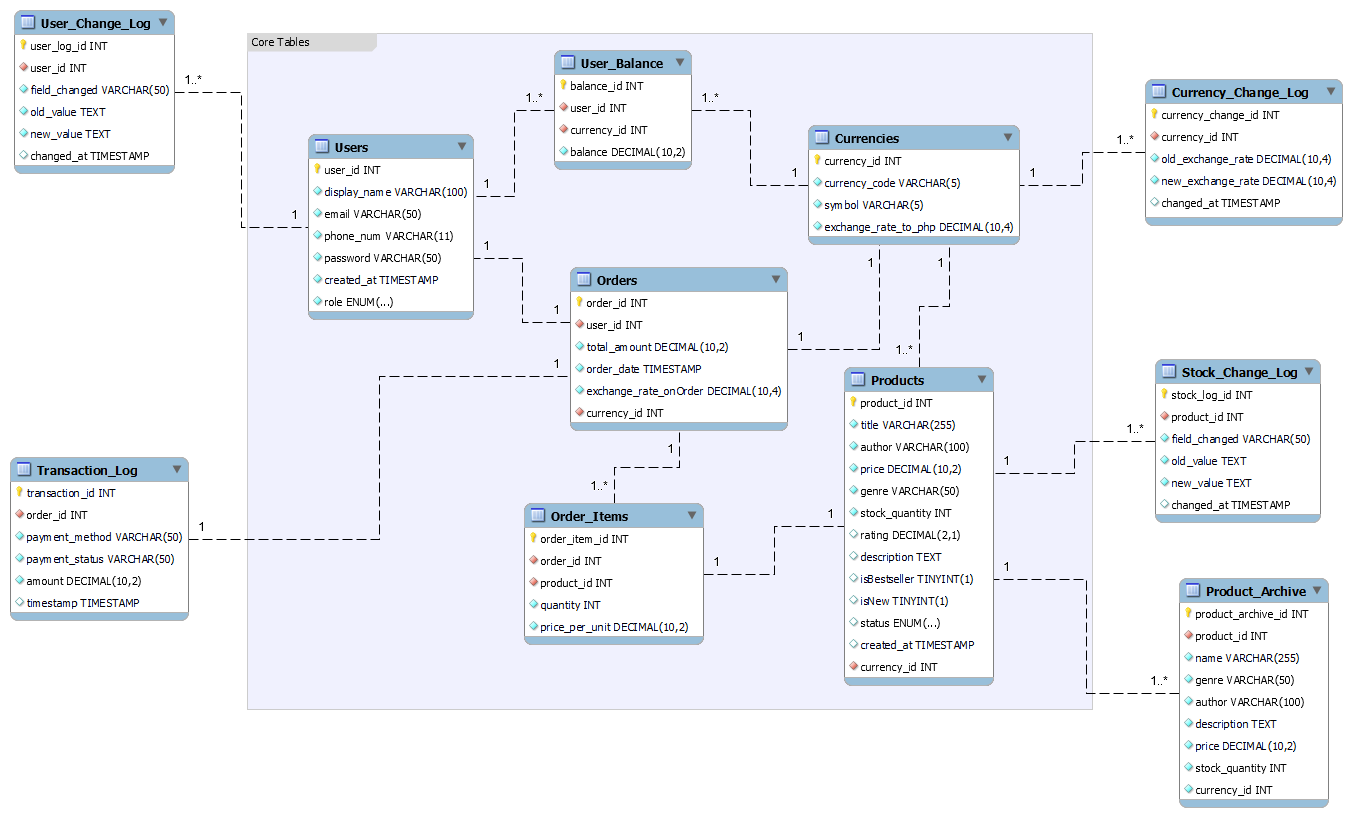 User_Change_Log
user_log_id INT
user_id INT
field_changed VARCHAR(50)
old_value TEXT
new_value TEXT
changed_at TIMESTAMP
1..*
1
Core Tables
Users
user_id INT
display_name VARCHAR(100)
email VARCHAR(50)
phone_num VARCHAR(11)
password VARCHAR(50)
created_at TIMESTAMP
role ENUM(...)
1
1..*
1
1
User_Balance
balance_id INT
user_id INT
currency_id INT
balance DECIMAL(10,2)
1..*
1
Currencies
currency_id INT
currency_code VARCHAR(5)
symbol VARCHAR(5)
exchange_rate_to_php DECIMAL(10,4)
1
1..*
1
1
1
1..*
Currency_Change_Log
currency_change_id INT
currency_id INT
old_exchange_rate DECIMAL(10,4)
new_exchange_rate DECIMAL(10,4)
changed_at TIMESTAMP
Orders
order_id INT
user_id INT
total_amount DECIMAL(10,2)
order_date TIMESTAMP
exchange_rate_onOrder DECIMAL(10,4)
currency_id INT
1
1
1..*
Transaction_Log
transaction_id INT
order_id INT
payment_method VARCHAR(50)
payment_status VARCHAR(50)
amount DECIMAL(10,2)
timestamp TIMESTAMP
1
Order_Items
order_item_id INT
order_id INT
product_id INT
quantity INT
price_per_unit DECIMAL(10,2)
1
1
Products
product_id INT
title VARCHAR(255)
author VARCHAR(100)
price DECIMAL(10,2)
genre VARCHAR(50)
stock_quantity INT
rating DECIMAL(2,1)
description TEXT
isBestseller TINYINT(1)
isNew TINYINT(1)
status ENUM(...)
created_at TIMESTAMP
currency_id INT
1
1..*
1
1..*
Stock_Change_Log
stock_log_id INT
product_id INT
field_changed VARCHAR(50)
old_value TEXT
new_value TEXT
changed_at TIMESTAMP
Product_Archive
product_archive_id INT
product_id INT
name VARCHAR(255)
genre VARCHAR(50)
author VARCHAR(100)
description TEXT
price DECIMAL(10,2)
stock_quantity INT
currency_id INT